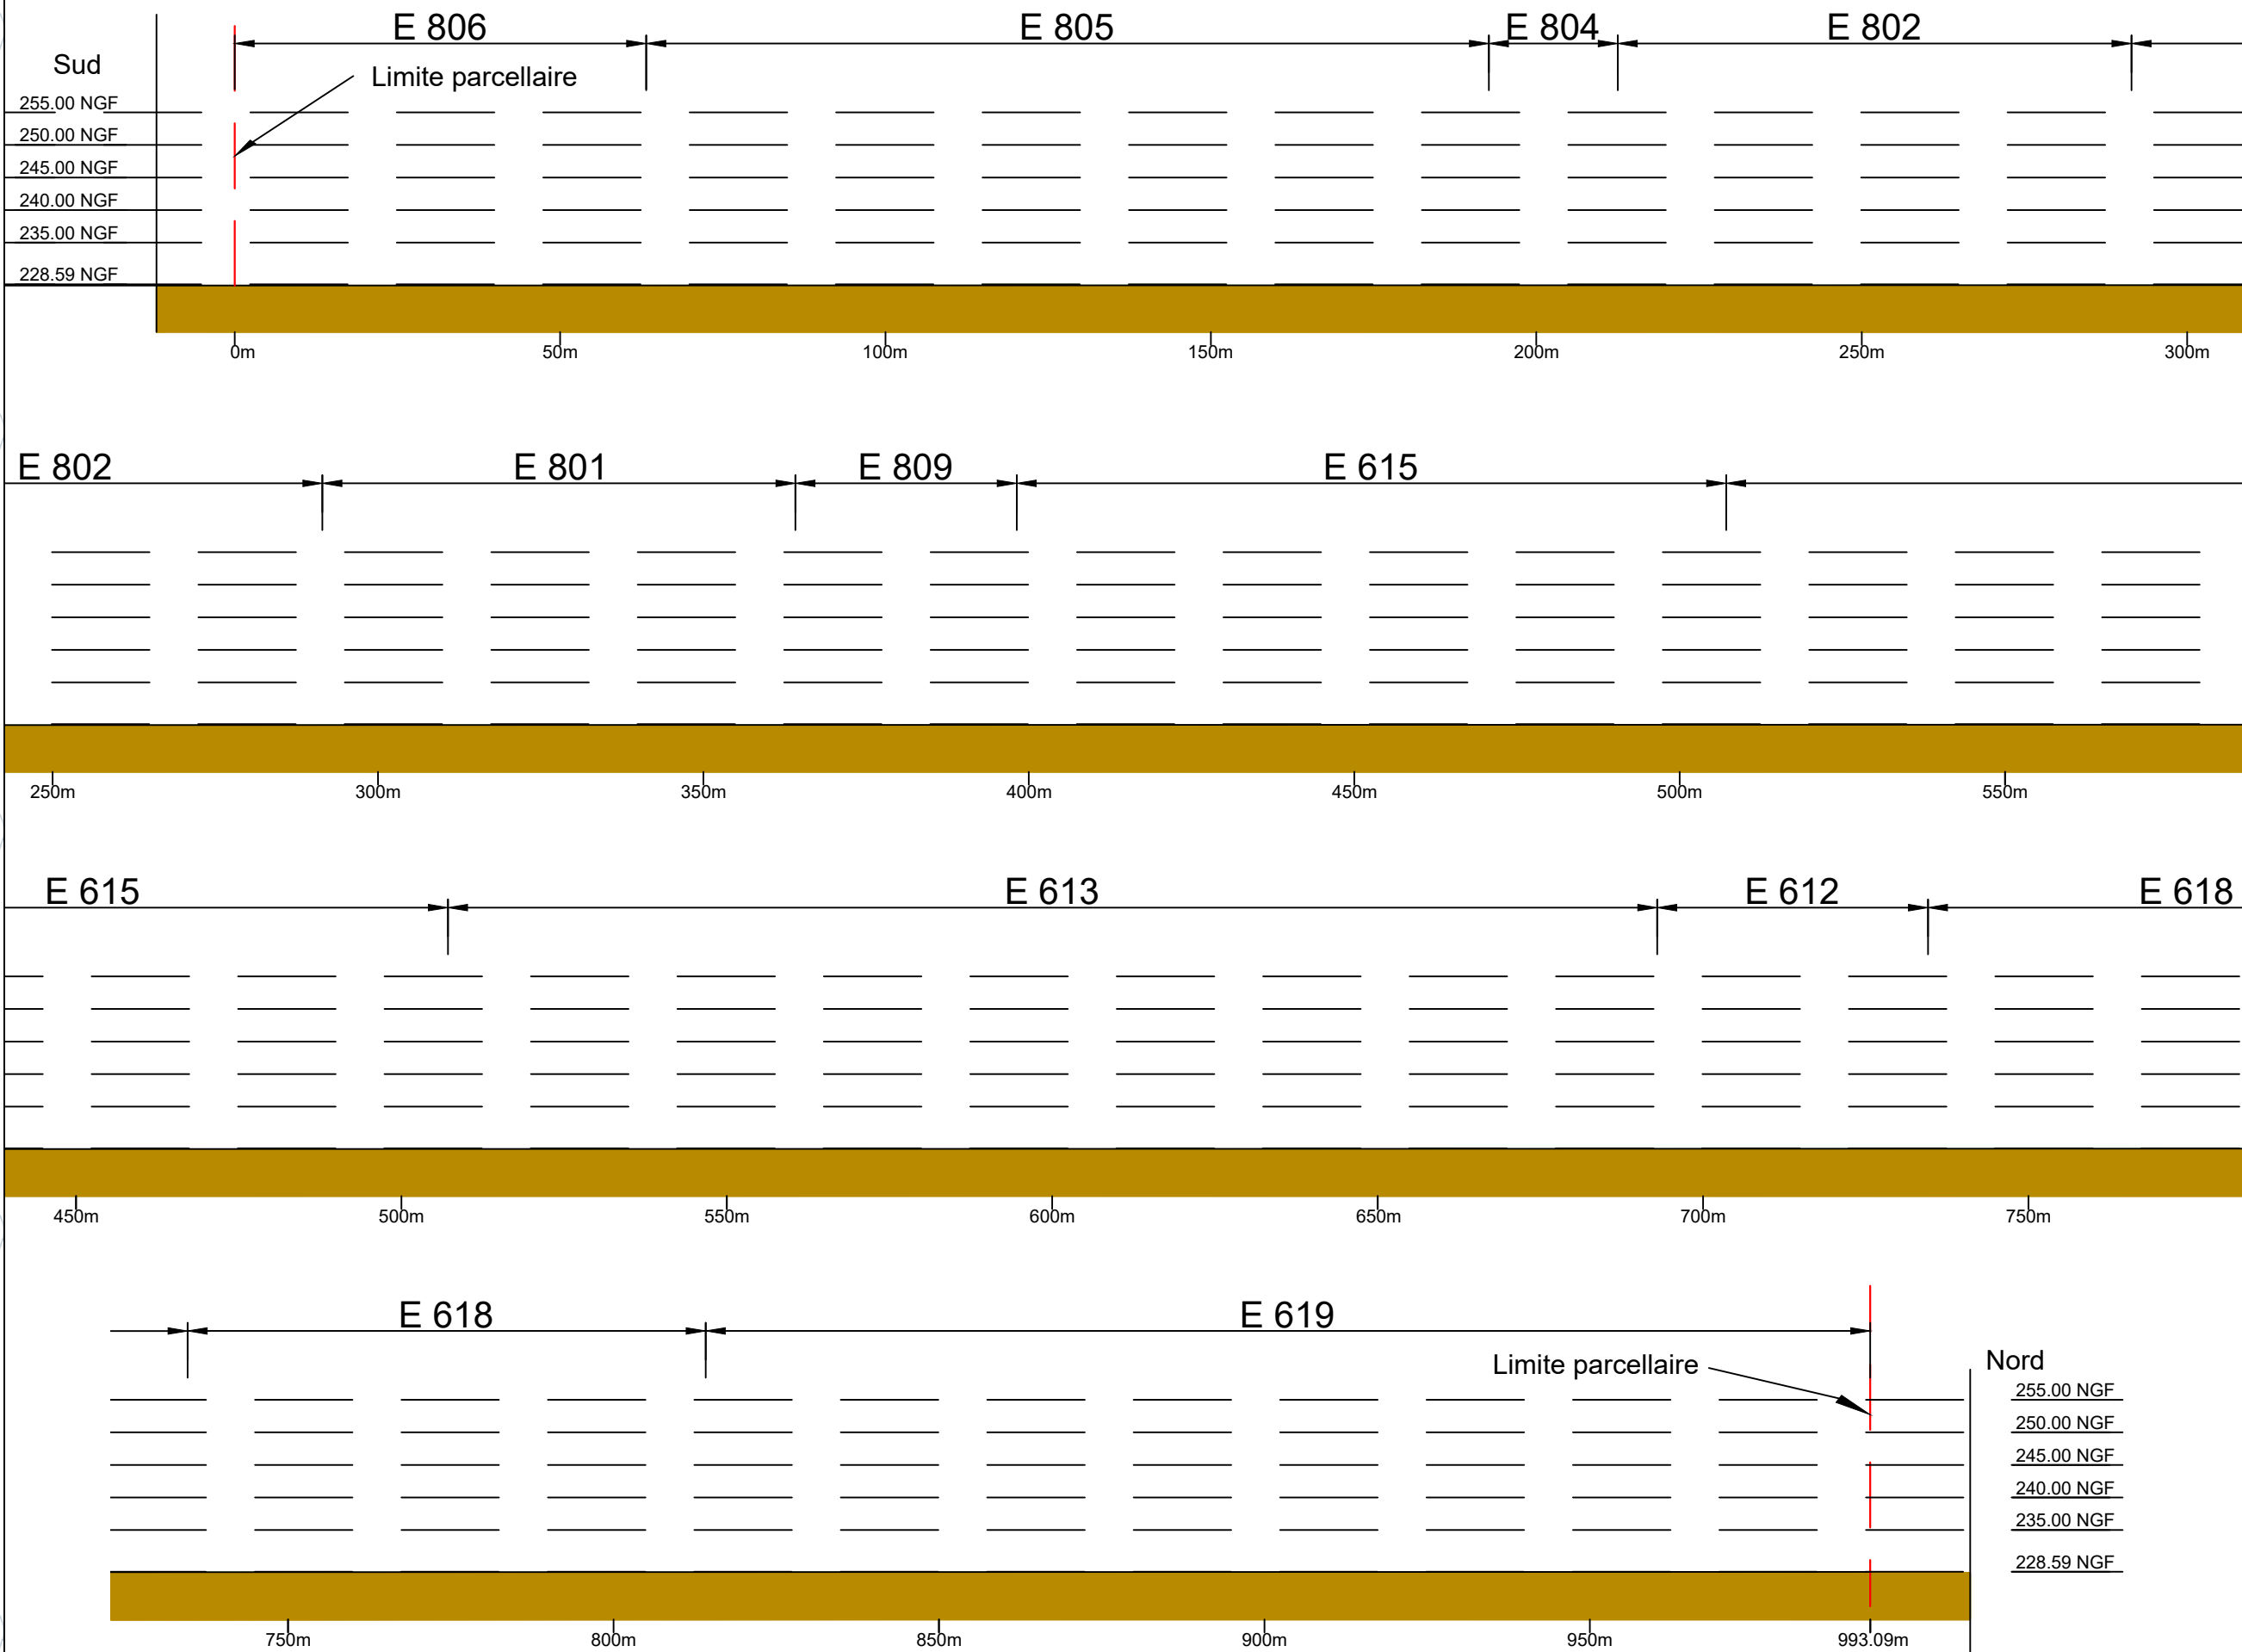 E 806 E 805 E 804 E 802
Sud
Limite parcellaire
255.00 NGF
250.00 NGF
245.00 NGF
240.00 NGF
235.00 NGF
228.59 NGF
0m 50m 100m 150m 200m 250m 300m
E 802 E 801 E 809 E 615
250m 300m 350m 400m 450m 500m 550m
E 615 E 613 E 612 E 618
450m 500m 550m 600m 650m 700m 750m
E 618 E 619
Limite parcellaire
Nord
255.00 NGF
250.00 NGF
245.00 NGF
240.00 NGF
235.00 NGF
228.59 NGF
750m 800m 850m 900m 950m 993.09m